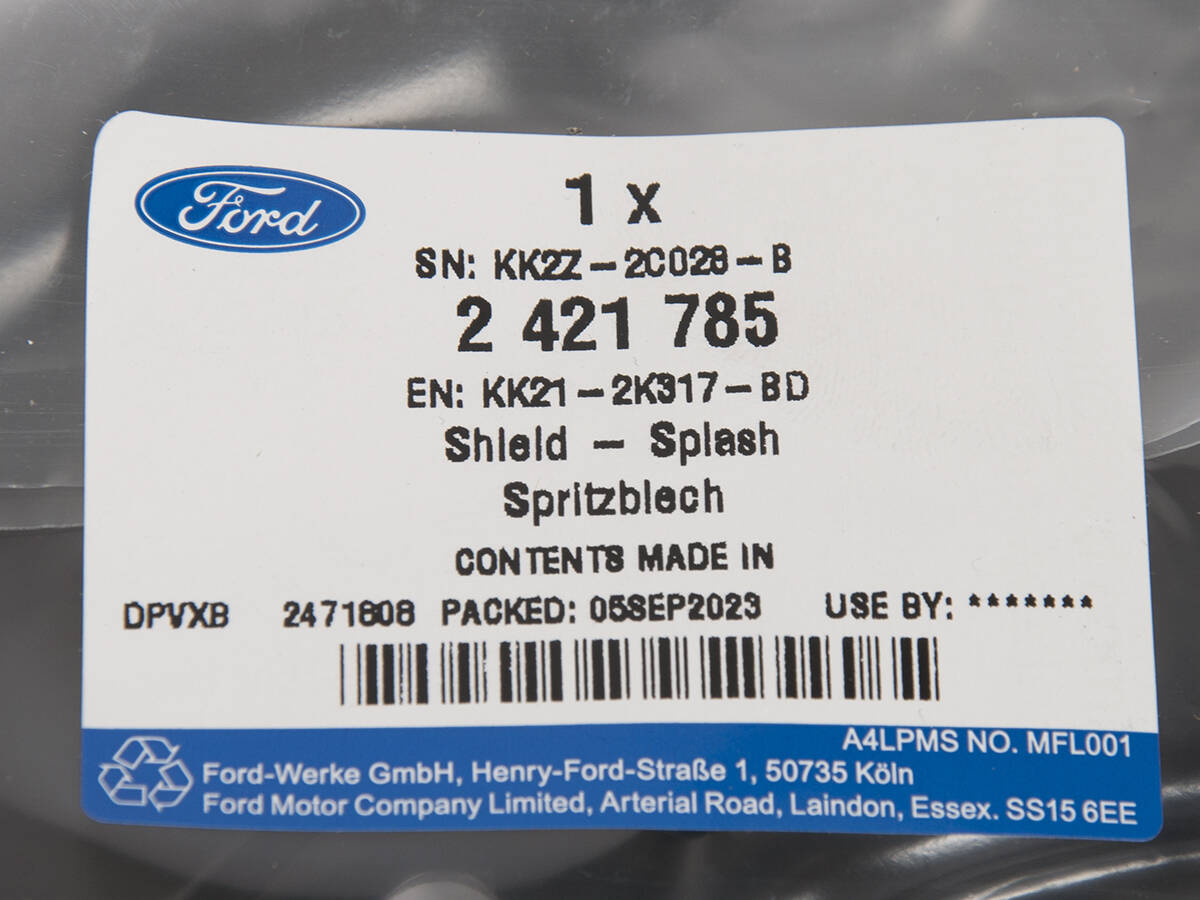 Ford
1 x
SN: KK2Z-2C028-B
2 421 785
EN: KK21-2K317-BD
Shield - Splash
Spritzblech
CONTENTS MADE IN
DPVXB 2471808 PACKED: 05SEP2023 USE BY: *******
A4LPMS NO. MFL001
Ford-Werke GmbH, Henry-Ford-Straße 1, 50735 Köln
Ford Motor Company Limited, Arterial Road, Laindon, Essex. SS15 6EE